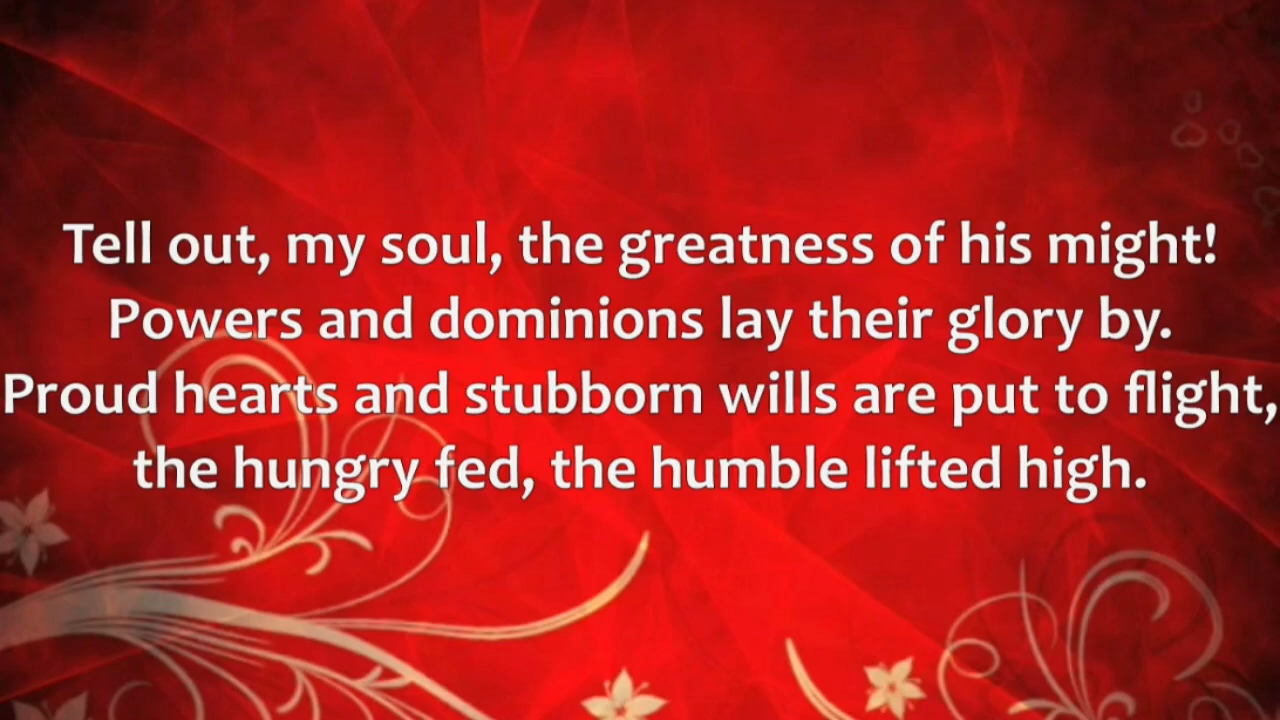 Tell out, my soul, the greatness of his might!
Powers and dominions lay their glory by.
Proud hearts and stubborn wills are put to flight,
the hungry fed, the humble lifted high.